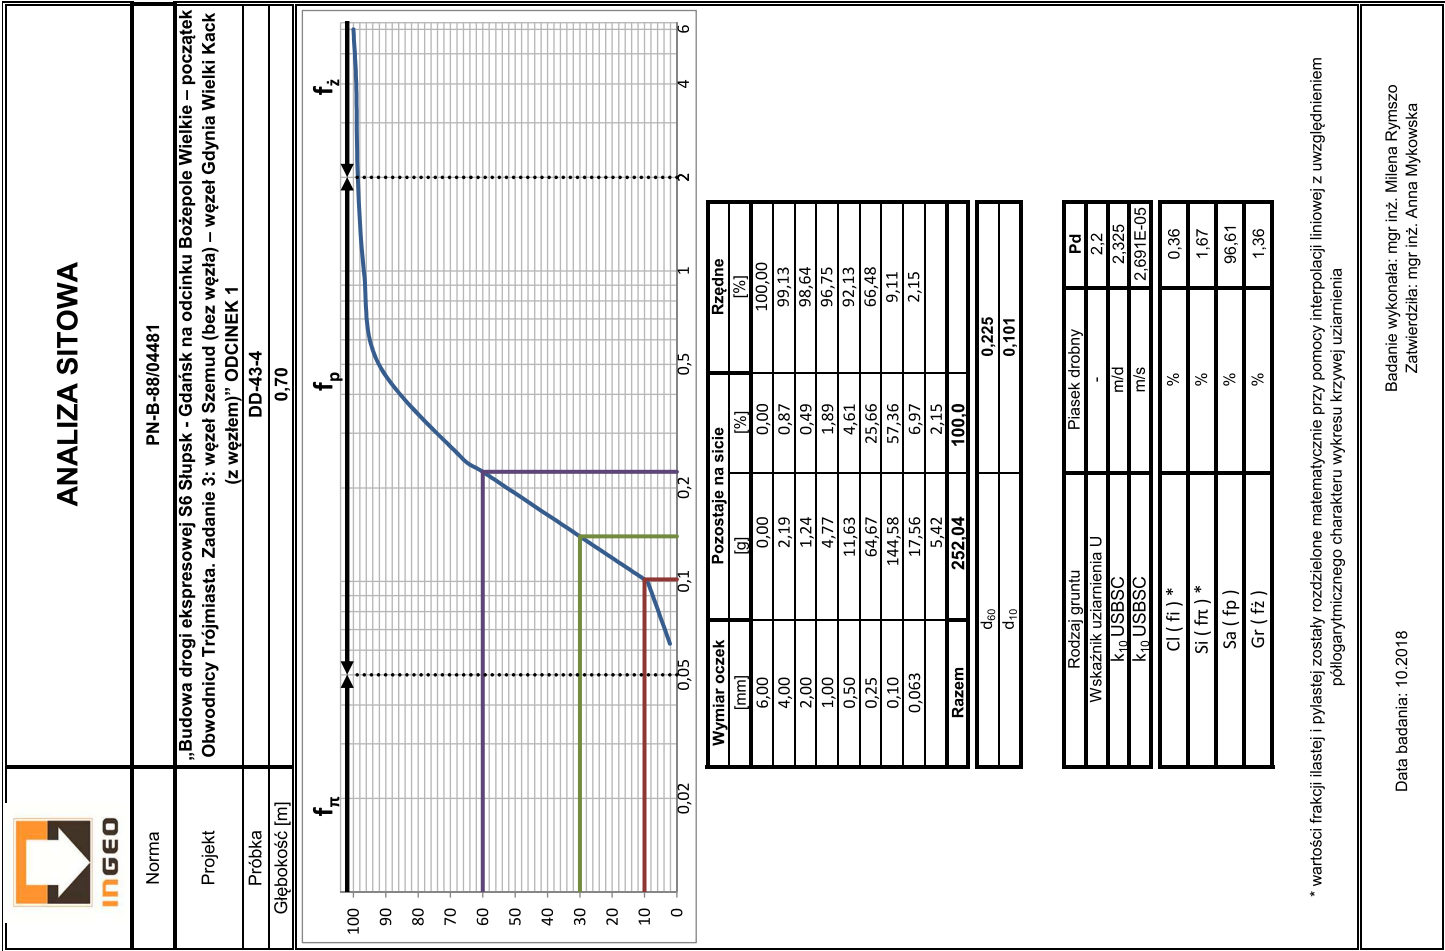 INGEO
ANALIZA SITOWA
Norma PN-B-88/04481
Projekt
„Budowa drogi ekspresowej S6 Słupsk - Gdańsk na odcinku Bożepole Wielkie – początek
Obwodnicy Trójmiasta. Zadanie 3: węzeł Szemud (bez węzła) – węzeł Gdynia Wielki Kack
(z węzłem)” ODCINEK 1
Próbka DD-43-4
Głębokość [m] 0,70
fπ fp fż
100
90
80
70
60
50
40
30
20
10
0
0,02 0,05 0,1 0,2 0,5 1 2 4 6
Wymiar oczek Pozostaje na sicie Rzędne
[mm] [g] [%] [%]
6,00 0,00 0,00 100,00
4,00 2,19 0,87 99,13
2,00 1,24 0,49 98,64
1,00 4,77 1,89 96,75
0,50 11,63 4,61 92,13
0,25 64,67 25,66 66,48
0,10 144,58 57,36 9,11
0,063 17,56 6,97 2,15
5,42 2,15
Razem 252,04 100,0
d60 0,225
d10 0,101
Rodzaj gruntu Piasek drobny Pd
Wskaźnik uziarnienia U - 2,2
k10 USBSC m/d 2,325
k10 USBSC m/s 2,691E-05
Cl ( fi ) * % 0,36
Si ( fπ ) * % 1,67
Sa ( fp ) % 96,61
Gr ( fż ) % 1,36
* wartości frakcji ilastej i pylastej zostały rozdzielone matematycznie przy pomocy interpolacji liniowej z uwzględnieniem
półlogarytmicznego charakteru wykresu krzywej uziarnienia
Data badania: 10.2018
Badanie wykonała: mgr inż. Milena Rymszo
Zatwierdziła: mgr inż. Anna Mykowska